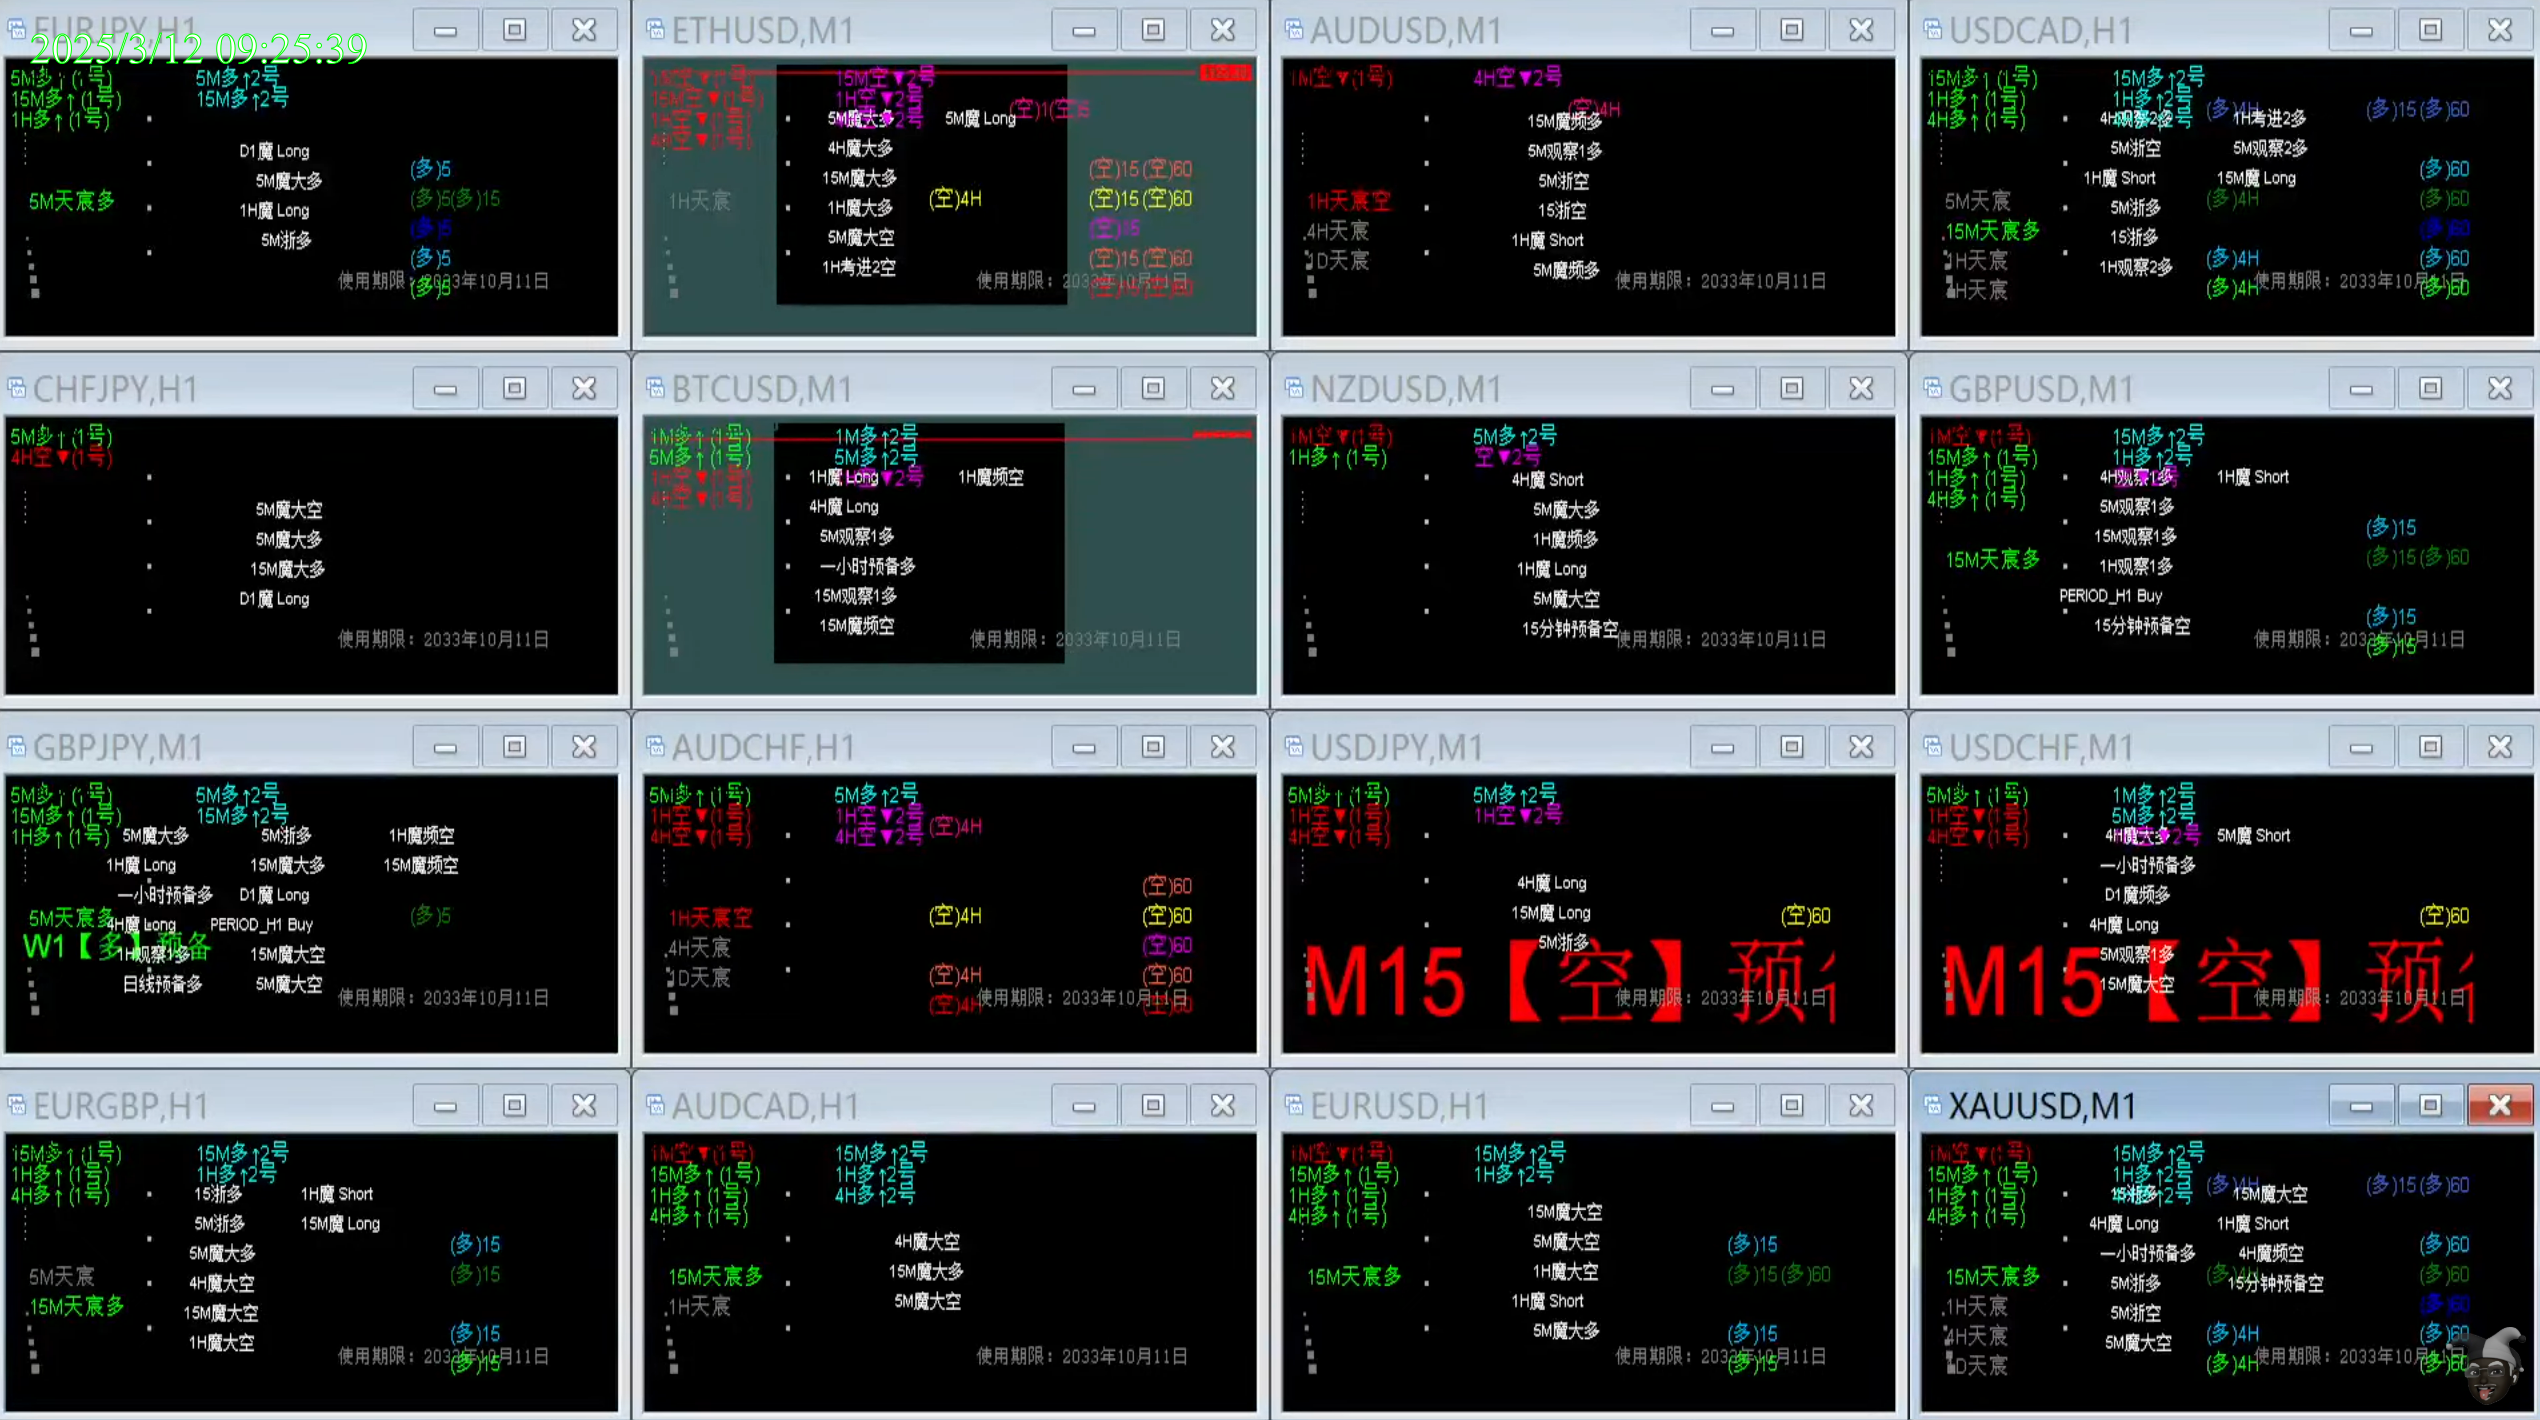 EURJPY,H1
2025/3/12 09:25:39
5M多↑(1号)
5M多↑2号
15M多↑(1号)
15M多↑2号
1H多↑(1号)
D1魔 Long
(多)5
5M魔大多
5M天宸多
(多)5(多)15
1H魔 Long
(多)5
5M浙多
(多)5
使用期限：2033年10月11日
(多)5
ETHUSD,M1
15M空▼2号
15M空▼(1号)
1H空▼2号
1H空▼(1号)
5M魔大多
5M魔 Long
(空)1(空)5
4H空▼(1号)
4H魔大多
(空)15(空)60
15M魔大多
1H天宸
(空)4H
(空)15(空)60
1H魔大多
(空)15
5M魔大空
(空)15(空)60
1H考进2空
使用期限：2033年10月11日
AUDUSD,M1
1M空▼(1号)
4H空▼2号
(空)4H
15M魔频多
5M观察1多
5M浙空
1H天宸空
15浙空
4H天宸
1H魔 Short
1D天宸
5M魔频多
使用期限：2033年10月11日
USDCAD,H1
15M多↑(1号)
15M多↑2号
1H多↑(1号)
1H多↑2号
(多)4H
(多)15(多)60
4H多↑(1号)
4H观察2多
1H考进2多
5M浙空
5M观察2多
(多)60
1H魔 Short
15M魔 Long
5M天宸
(多)4H
(多)60
5M浙多
15M天宸多
15浙多
(多)60
1H天宸
1H观察2多
(多)4H
(多)60
4H天宸
(多)4H
使用期限：2033年10月11日
(多)60
CHFJPY,H1
5M多↑(1号)
4H空▼(1号)
5M魔大空
5M魔大多
15M魔大多
D1魔 Long
使用期限：2033年10月11日
BTCUSD,M1
1M多↑(1号)
1M多↑2号
5M多↑(1号)
5M多↑2号
1H空▼(1号)
1H魔 Long
1H魔频空
4H空▼(1号)
4H魔 Long
5M观察1多
一小时预备多
15M观察1多
15M魔频空
使用期限：2033年10月11日
NZDUSD,M1
1M空▼(1号)
5M多↑2号
1H多↑(1号)
空▼2号
4H魔 Short
5M魔大多
1H魔频多
1H魔 Long
5M魔大空
15分钟预备空
使用期限：2033年10月11日
GBPUSD,M1
1M空▼(1号)
15M多↑2号
15M多↑(1号)
1H多↑2号
1H多↑(1号)
4H观察1多
1H魔 Short
4H多↑(1号)
5M观察1多
(多)15
15M观察1多
15M天宸多
1H观察1多
(多)15(多)60
PERIOD_H1 Buy
(多)15
15分钟预备空
使用期限：2033年10月11日
(多)15
GBPJPY,M1
5M多↑(1号)
5M多↑2号
15M多↑(1号)
15M多↑2号
1H多↑(1号)
5M魔大多
5M浙多
1H魔频空
1H魔 Long
15M魔大多
15M魔频空
一小时预备多
D1魔 Long
5M天宸多
4H魔 Long
PERIOD_H1 Buy
(多)5
W1【多】预备
1H观察1多
15M魔大空
日线预备多
5M魔大空
使用期限：2033年10月11日
AUDCHF,H1
5M多↑(1号)
5M多↑2号
1H空▼(1号)
1H空▼2号
(空)4H
4H空▼(1号)
4H空▼2号
(空)60
1H天宸空
(空)4H
(空)60
4H天宸
(空)60
1D天宸
(空)4H
(空)60
(空)4H
使用期限：2033年10月11日
(空)60
USDJPY,M1
5M多↑(1号)
5M多↑2号
1H空▼(1号)
1H空▼2号
4H空▼(1号)
4H魔 Long
15M魔 Long
(空)60
5M浙多
M15【空】预
使用期限：2033年10月11日
USDCHF,M1
5M多↑(1号)
1M多↑2号
1H空▼(1号)
5M多↑2号
4H空▼(1号)
4H魔大多
5M魔 Short
一小时预备多
D1魔频多
4H魔 Long
(空)60
5M观察1多
M15【空】预
15M魔大空
使用期限：2033年10月11日
EURGBP,H1
15M多↑(1号)
15M多↑2号
1H多↑(1号)
1H多↑2号
4H多↑(1号)
15浙多
1H魔 Short
5M浙多
15M魔 Long
(多)15
5M魔大多
5M天宸
(多)15
4H魔大空
15M天宸多
15M魔大空
(多)15
1H魔大空
使用期限：2033年10月11日
(多)15
AUDCAD,H1
1M空▼(1号)
15M多↑2号
15M多↑(1号)
1H多↑2号
1H多↑(1号)
4H多↑2号
4H多↑(1号)
4H魔大空
15M天宸多
15M魔大多
1H天宸
5M魔大空
使用期限：2033年10月11日
EURUSD,H1
1M空▼(1号)
15M多↑2号
15M多↑(1号)
1H多↑2号
1H多↑(1号)
4H多↑(1号)
15M魔大空
5M魔大空
(多)15
15M天宸多
1H魔大空
(多)15(多)60
1H魔 Short
5M魔大多
(多)15
使用期限：2033年10月11日
(多)15
XAUUSD,M1
1M空▼(1号)
15M多↑2号
15M多↑(1号)
1H多↑2号
(多)4H
(多)15(多)60
1H多↑(1号)
15浙多
15M魔大空
4H多↑(1号)
4H魔 Long
1H魔 Short
一小时预备多
4H魔频空
(多)60
15M天宸多
5M浙多
(多)4H
15分钟预备空
(多)60
1H天宸
5M浙空
(多)60
4H天宸
5M魔大空
(多)4H
(多)60
1D天宸
(多)4H
使用期限：2033年10月11日
(多)60